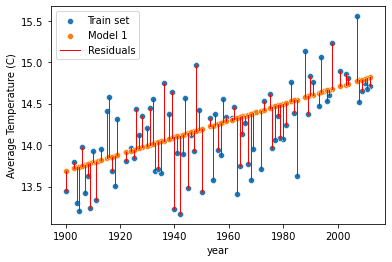 15.5
15.0
14.5
14.0
13.5
Average Temperature (C)
Train set
Model 1
Residuals
1900
1920
1940
1960
1980
2000
year